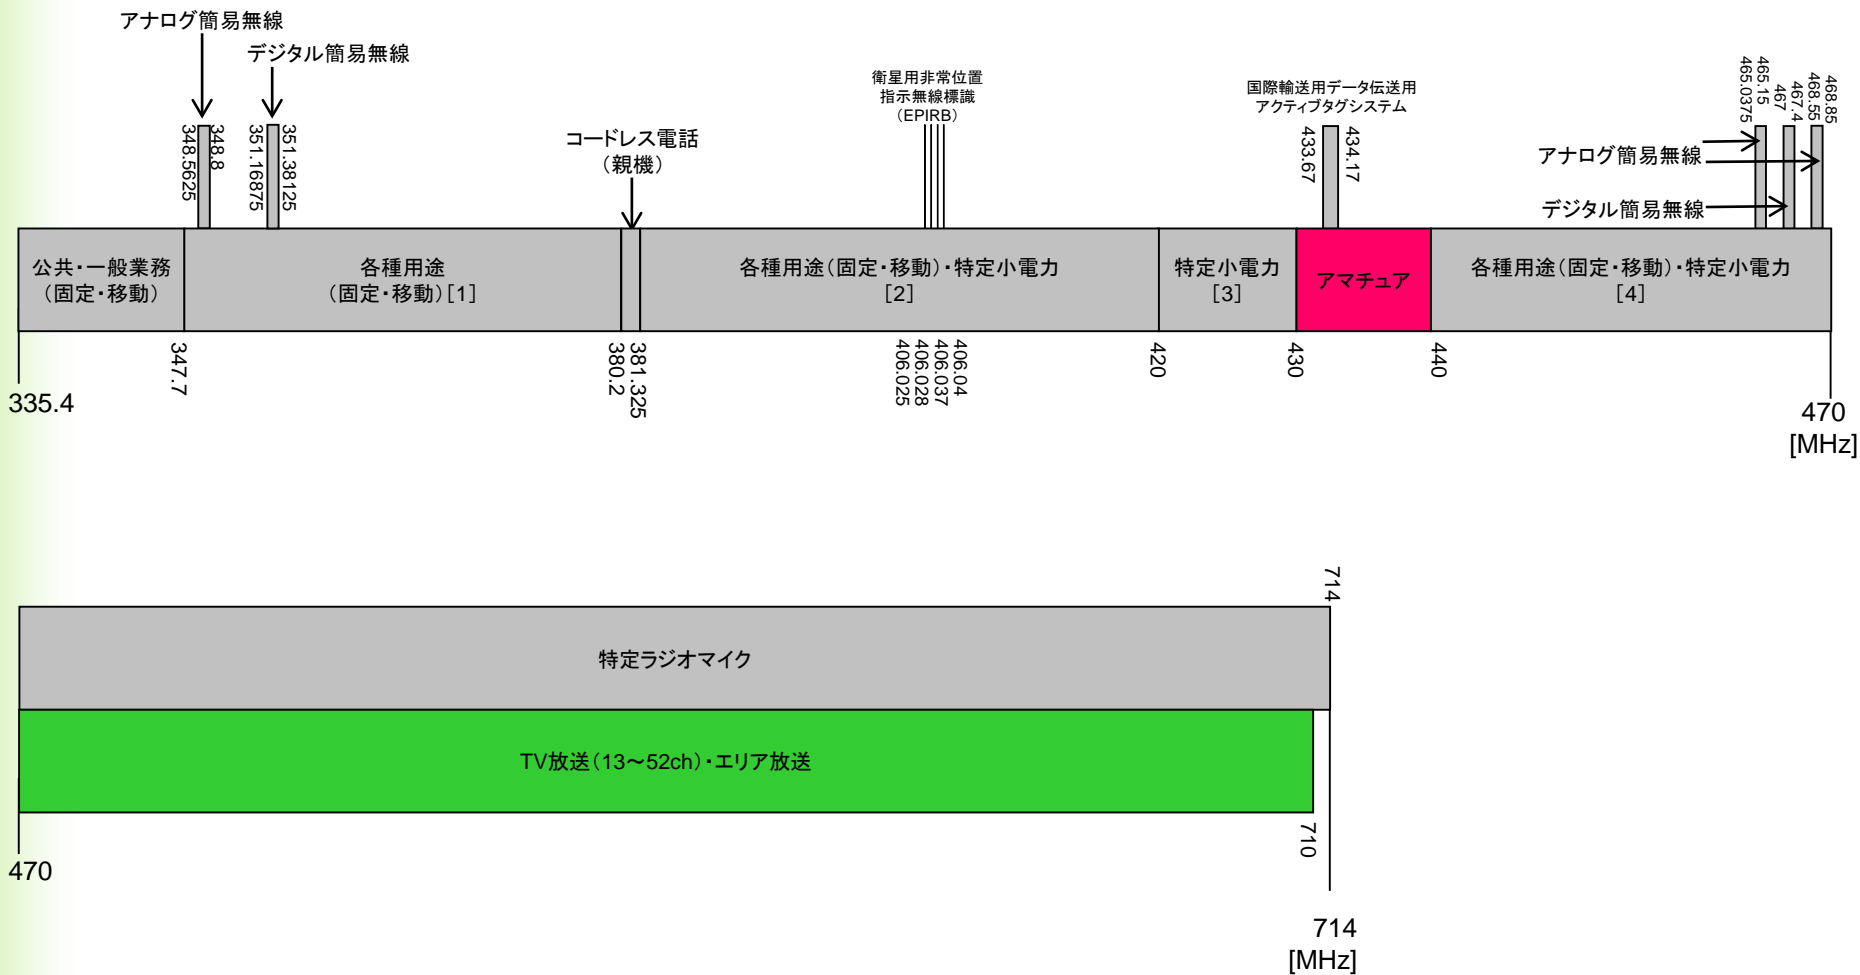 アナログ簡易無線
デジタル簡易無線
348.5625
348.8
351.16875
351.38125
コードレス電話
（親機）
衛星用非常位置
指示無線標識
（EPIRB）
国際輸送用データ伝送用
アクティブタグシステム
433.67
434.17
465.0375
465.15
467
467.4
468.55
468.85
アナログ簡易無線
デジタル簡易無線
公共・一般業務
（固定・移動）
各種用途
（固定・移動）［1］
各種用途（固定・移動）・特定小電力
［2］
特定小電力
［3］
アマチュア
各種用途（固定・移動）・特定小電力
［4］
335.4
347.7
380.2
381.325
406.025
406.028
406.037
406.04
420
430
440
470
[MHz]
714
特定ラジオマイク
TV放送（13～52ch）・エリア放送
710
470
714
[MHz]